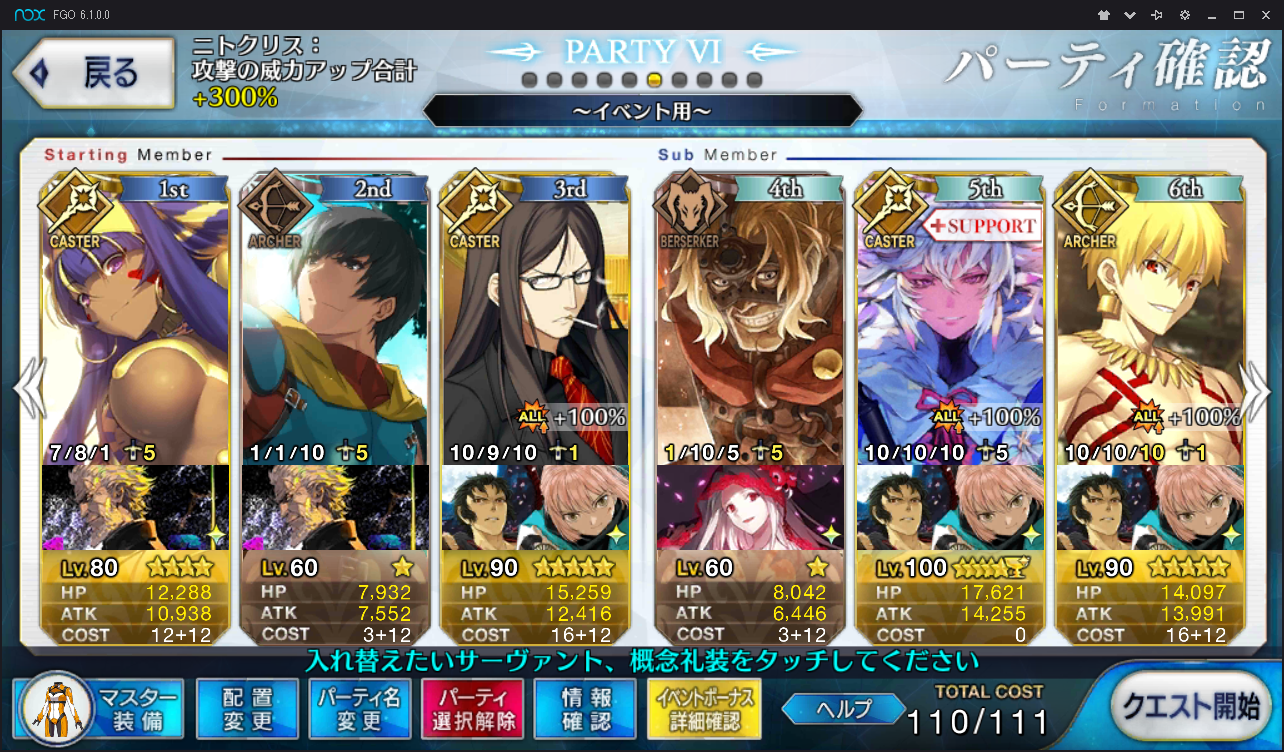 nox FGO 6.1.0.0
戻る
ニトクリス：
攻撃の威力アップ合計
+300%
PARTY VI
～イベント用～
パーティ確認
Formation
Starting Member
Sub Member
1st
2nd
3rd
4th
5th
6th
CASTER
ARCHER
CASTER
BERSERKER
CASTER
ARCHER
+SUPPORT
ALL +100%
ALL +100%
ALL +100%
7/8/1 5
1/1/10 5
10/9/10 1
1/10/5 5
10/10/10 5
10/10/10 1
Lv.80
Lv.60
Lv.90
Lv.60
Lv.100
Lv.90
HP 12,288
HP 7,932
HP 15,259
HP 8,042
HP 17,621
HP 14,097
ATK 10,938
ATK 7,552
ATK 12,416
ATK 6,446
ATK 14,255
ATK 13,991
COST 12+12
COST 3+12
COST 16+12
COST 3+12
COST 0
COST 16+12
入れ替えたいサーヴァント、概念礼装をタッチしてください
マスター
装備
配置
変更
パーティ名
変更
パーティ
選択解除
情報
確認
イベントボーナス
詳細確認
ヘルプ
TOTAL COST
110/111
クエスト開始